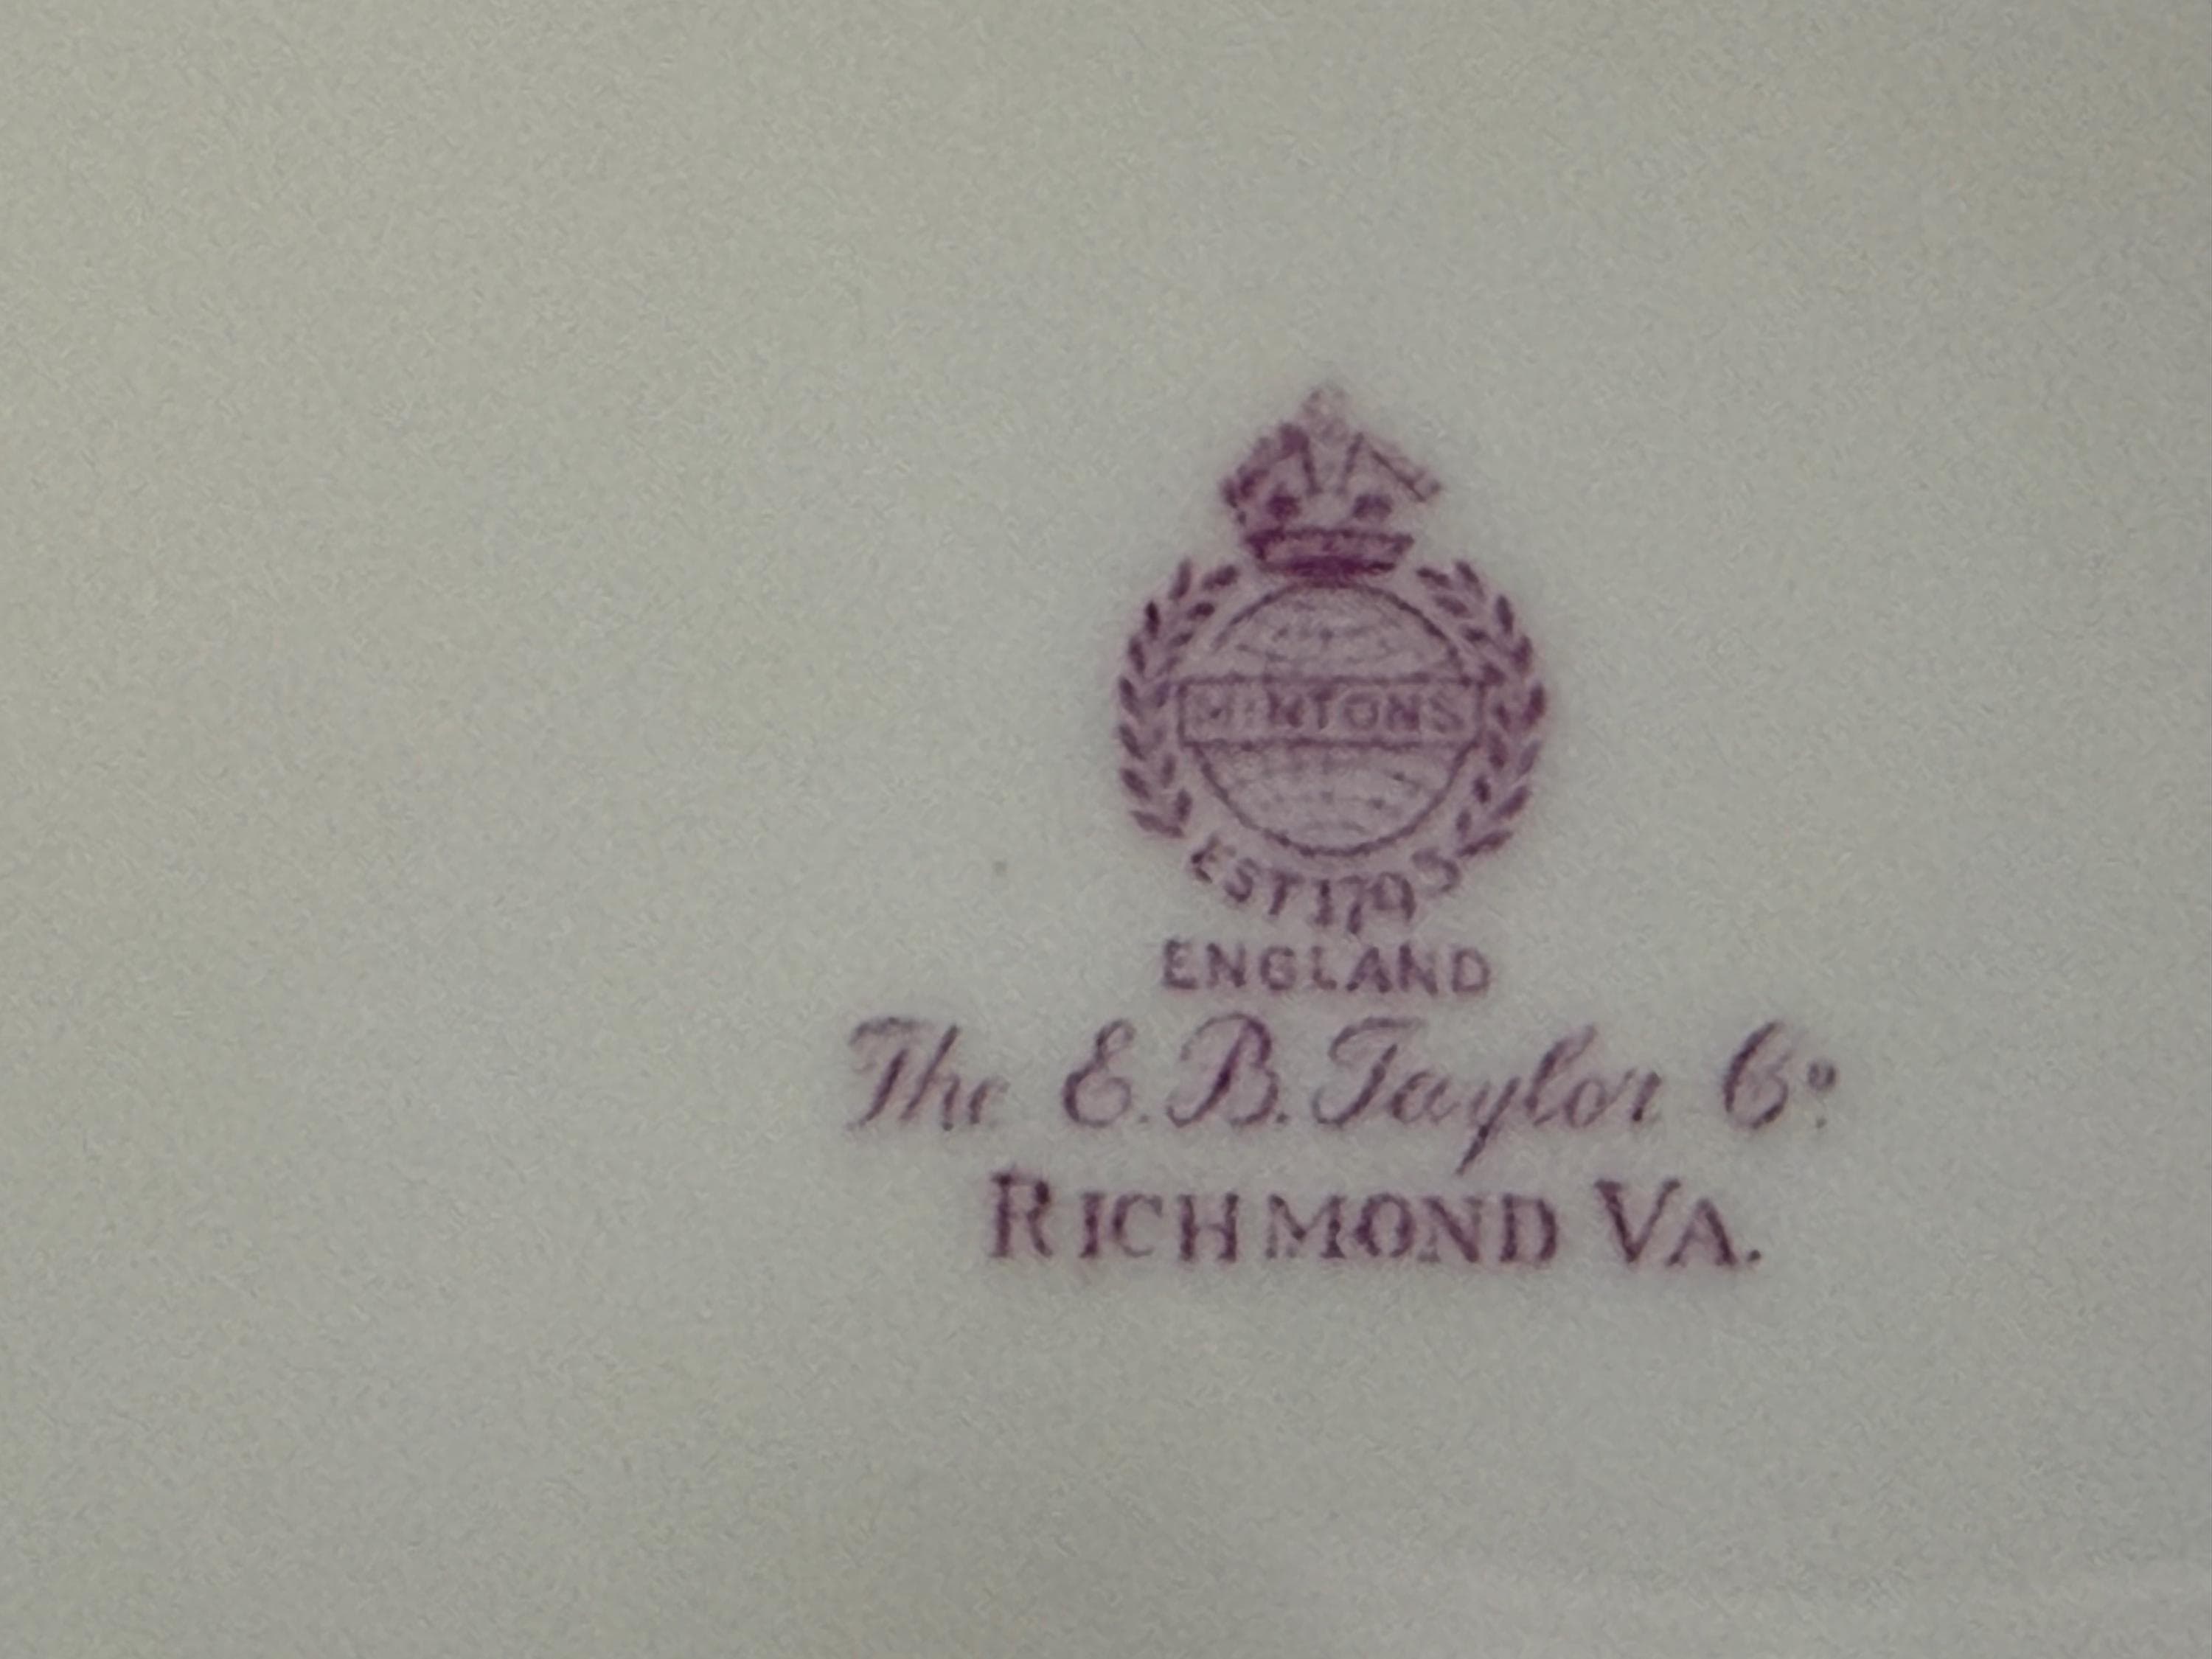 MINTONS
EST 1793
ENGLAND
The E. B. Taylor Cº.
RICHMOND VA.